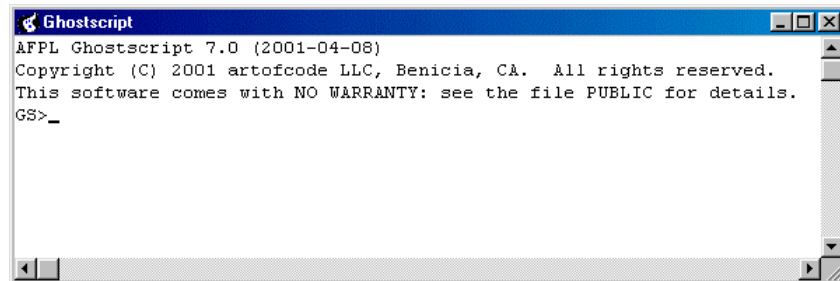 Ghostscript
AFPL Ghostscript 7.0 (2001-04-08)
Copyright (C) 2001 artofcode LLC, Benicia, CA.  All rights reserved.
This software comes with NO WARRANTY: see the file PUBLIC for details.
GS>_